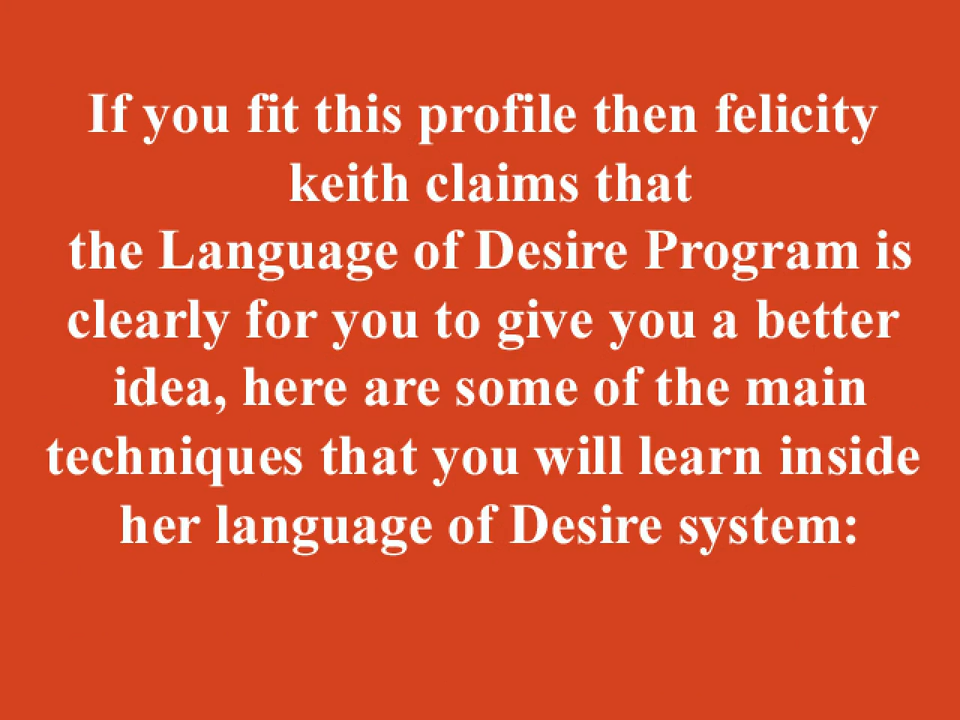 If you fit this profile then felicity
keith claims that
the Language of Desire Program is
clearly for you to give you a better
idea, here are some of the main
techniques that you will learn inside
her language of Desire system: